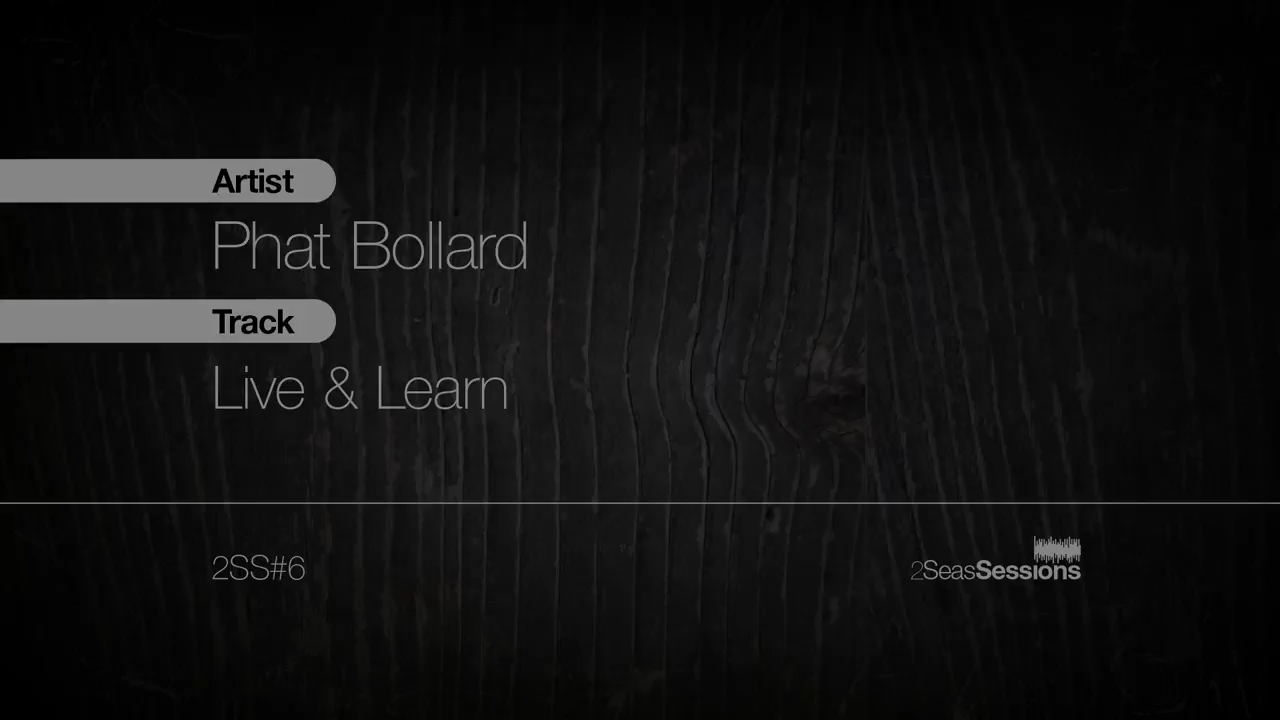 Artist
Phat Bollard
Track
Live & Learn
2SS#6
2SeasSessions